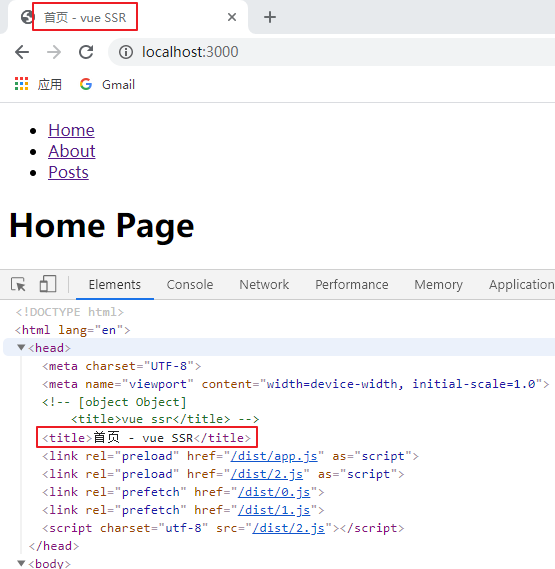 首页 - vue SSR
localhost:3000
应用 Gmail
Home
About
Posts
Home Page
Elements Console Network Performance Memory Application
<!DOCTYPE html>
<html lang="en">
<head>
<meta charset="UTF-8">
<meta name="viewport" content="width=device-width, initial-scale=1.0">
<!-- [object Object]
<title>vue ssr</title> -->
<title>首页 - vue SSR</title>
<link rel="preload" href="/dist/app.js" as="script">
<link rel="preload" href="/dist/2.js" as="script">
<link rel="prefetch" href="/dist/0.js">
<link rel="prefetch" href="/dist/1.js">
<script charset="utf-8" src="/dist/2.js"></script>
</head>
<body>